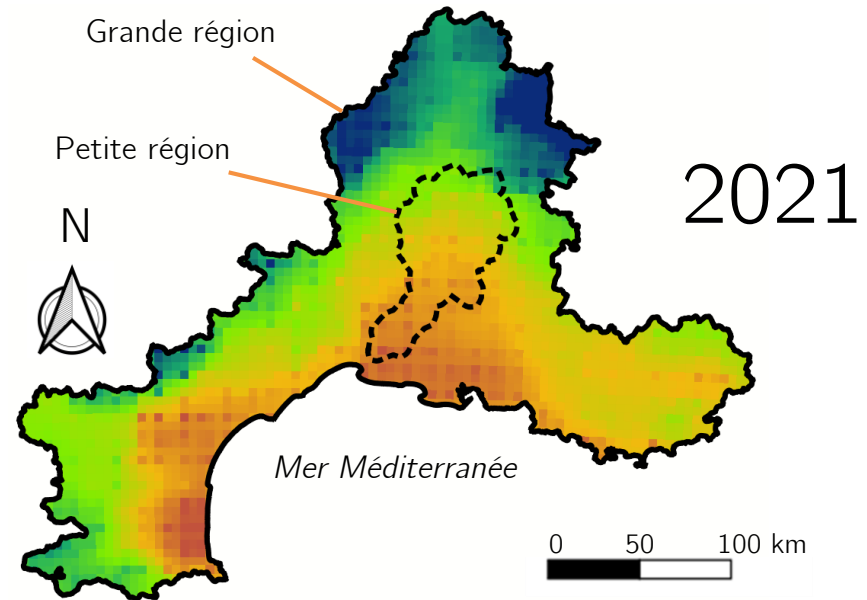 Grande région
Petite région
2021
N
Mer Méditerranée
0 50 100 km